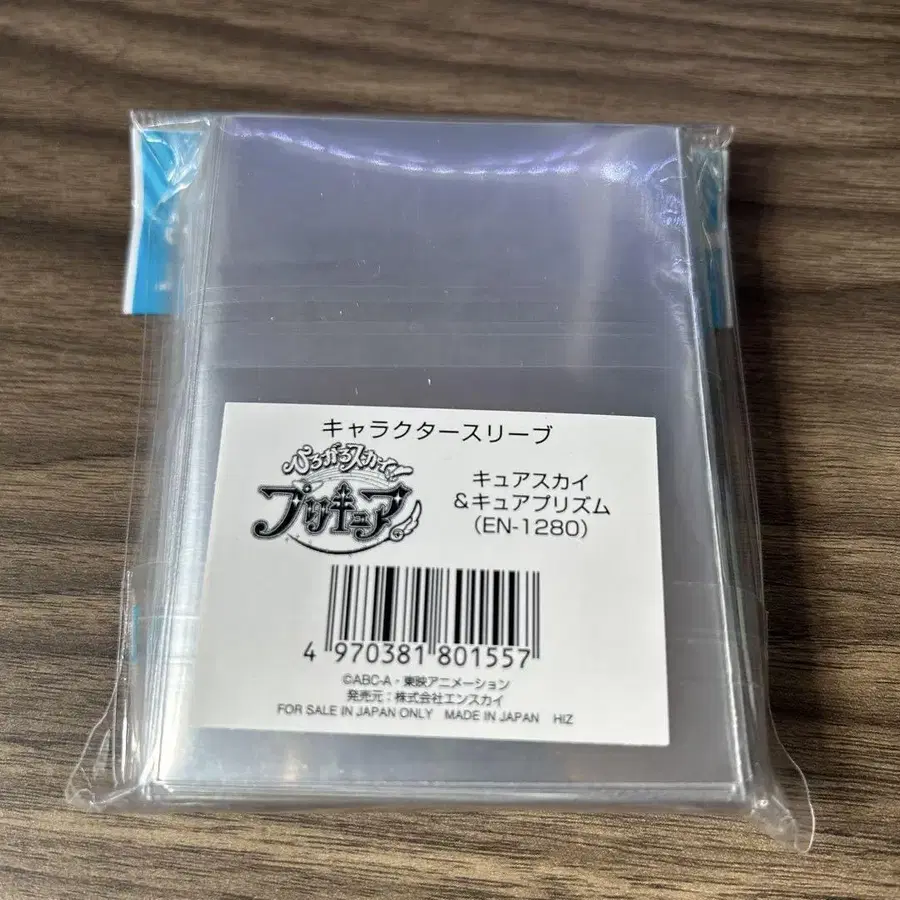 キャラクタースリーブ
ひろがるスカイ!
プリキュア
キュアスカイ
&キュアプリズム
(EN-1280)
4 970381 801557
©ABC-A・東映アニメーション
発売元:株式会社エンスカイ
FOR SALE IN JAPAN ONLY MADE IN JAPAN HIZ